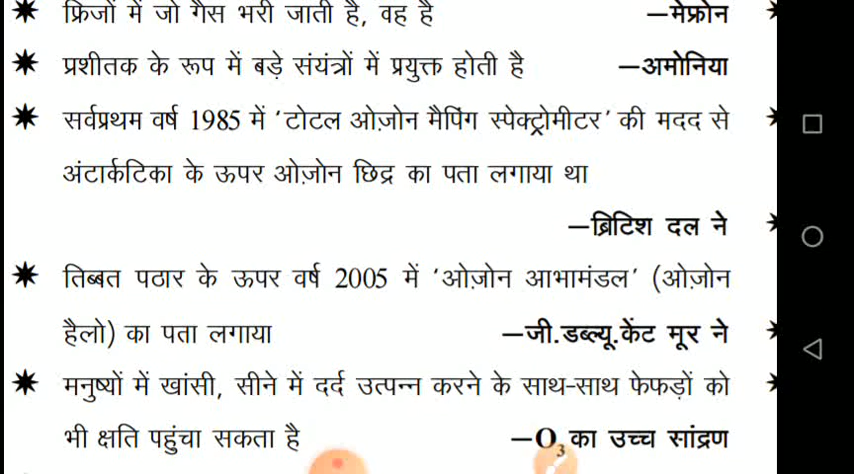 ✷ फ्रिजों में जो गैस भरी जाती है, वह है —मेफ्रोन
✷ प्रशीतक के रूप में बड़े संयंत्रों में प्रयुक्त होती है —अमोनिया
✷ सर्वप्रथम वर्ष 1985 में ‘टोटल ओज़ोन मैपिंग स्पेक्ट्रोमीटर’ की मदद से
अंटार्कटिका के ऊपर ओज़ोन छिद्र का पता लगाया था
—ब्रिटिश दल ने
✷ तिब्बत पठार के ऊपर वर्ष 2005 में ‘ओज़ोन आभामंडल’ (ओज़ोन
हैलो) का पता लगाया —जी.डब्ल्यू.केंट मूर ने
✷ मनुष्यों में खांसी, सीने में दर्द उत्पन्न करने के साथ-साथ फेफड़ों को
भी क्षति पहुंचा सकता है —O₃ का उच्च सांद्रण